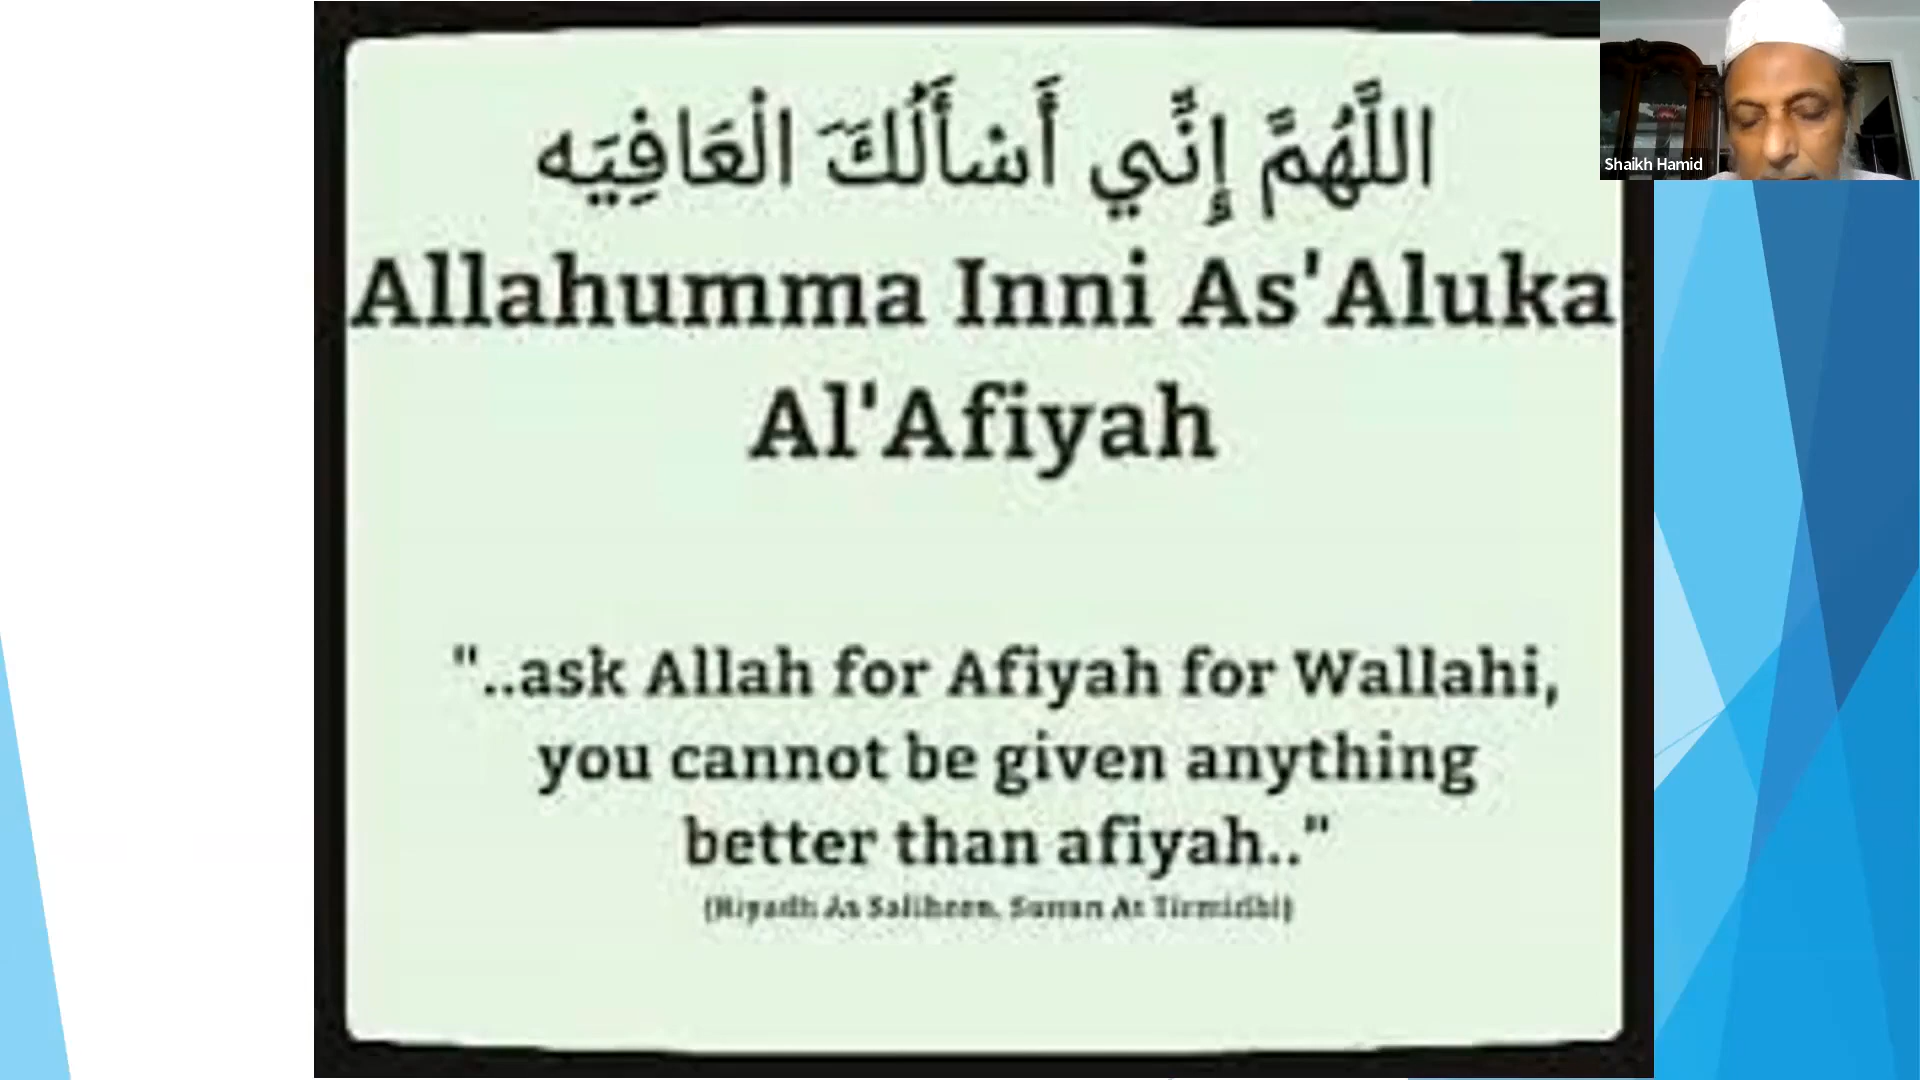 اللَّهُمَّ إِنِّي أَسْأَلُكَ الْعَافِيَه
Allahumma Inni As'Aluka
Al'Afiyah
"..ask Allah for Afiyah for Wallahi,
you cannot be given anything
better than afiyah.."
(Riyadh As Saliheen, Sunan At Tirmidhi)
Shaikh Hamid